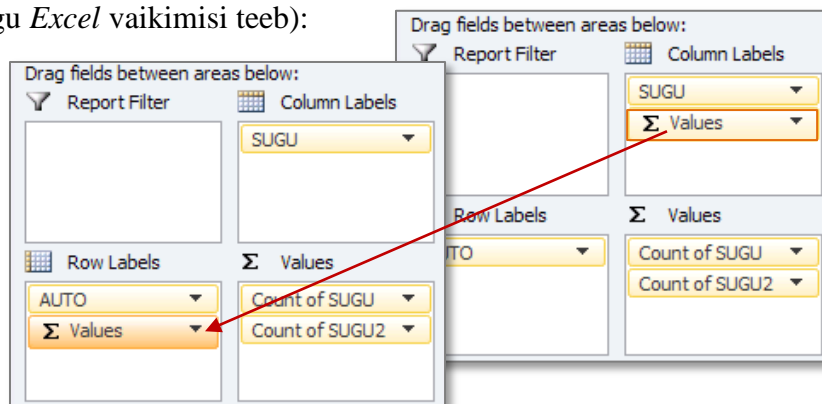 gu Excel vaikimisi teeb):
Drag fields between areas below:
Report Filter
Column Labels
SUGU
Row Labels
Σ Values
AUTO
Σ Values
Count of SUGU
Count of SUGU2
Drag fields between areas below:
Report Filter
Column Labels
SUGU
Σ Values
Row Labels
Σ Values
UTO
Count of SUGU
Count of SUGU2